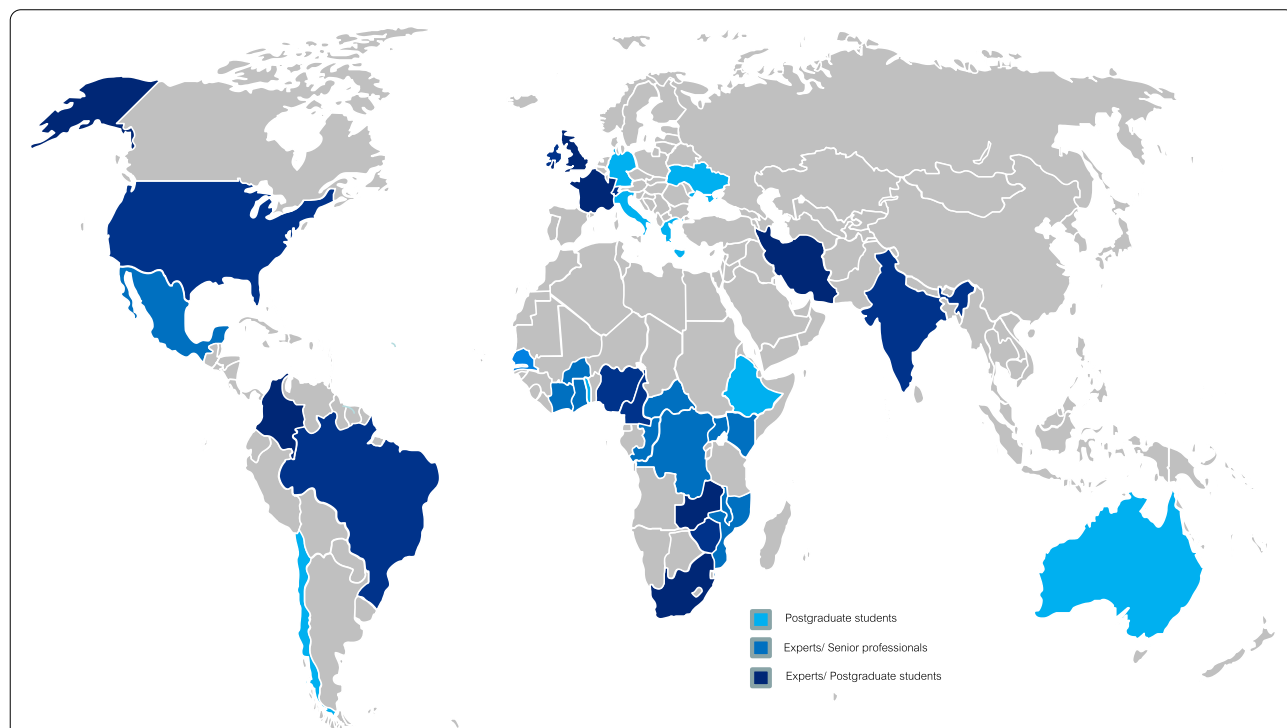 Postgraduate students
Experts/ Senior professionals
Experts/ Postgraduate students